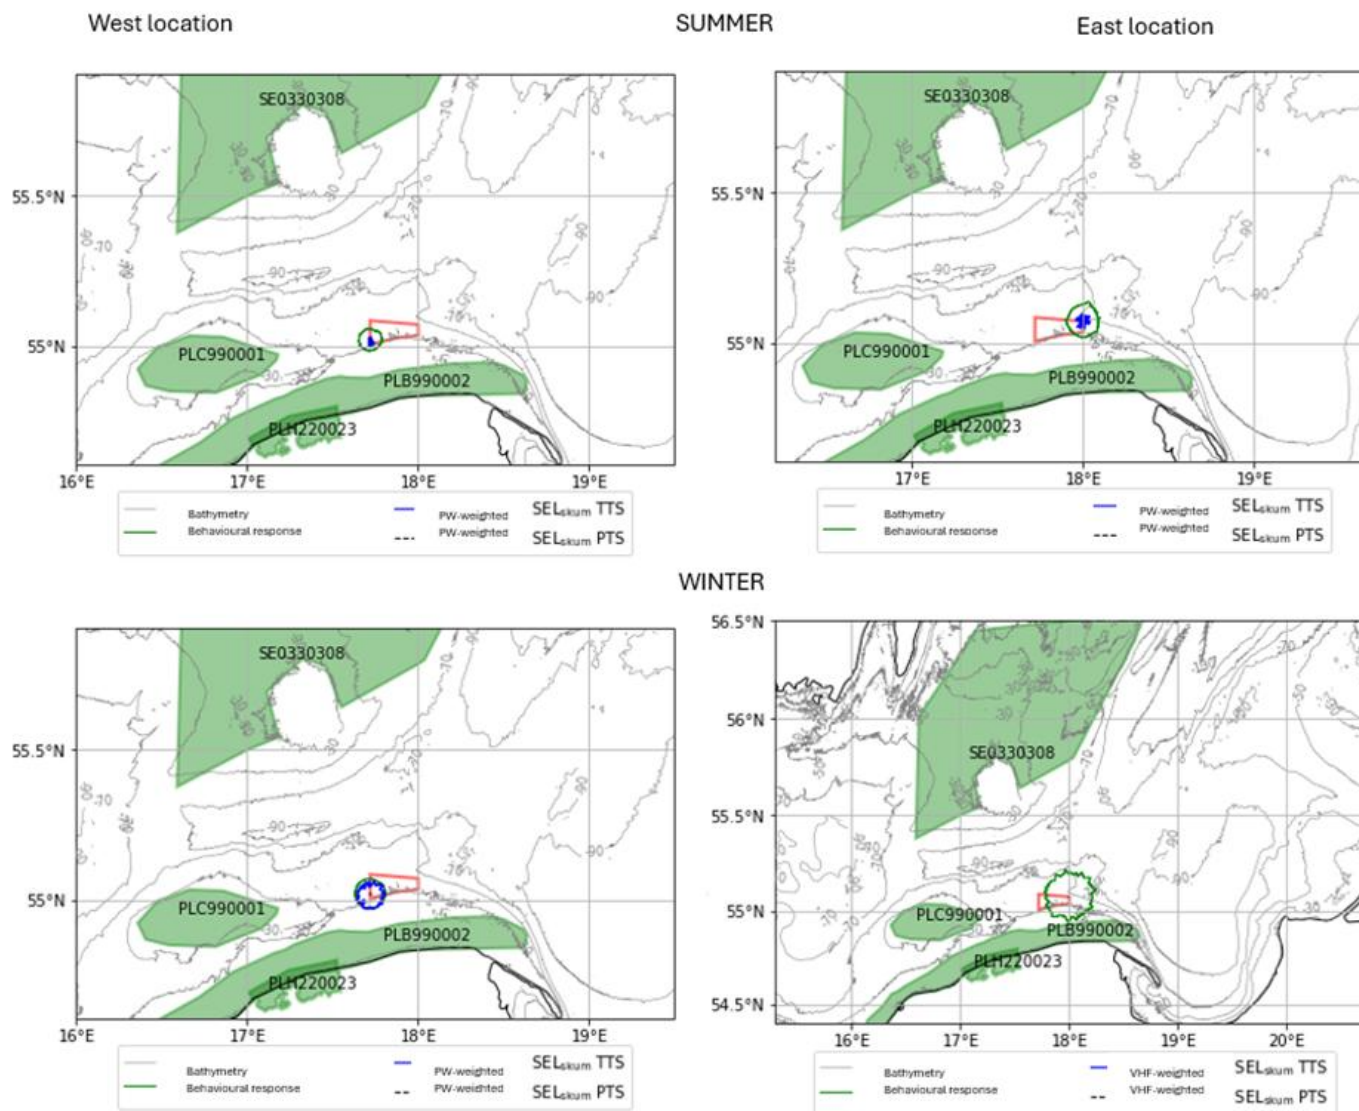 West location
SUMMER
East location
SE0330308
SE0330308
55.5°N
55.5°N
PLC990001
PLC990001
55°N
55°N
PLB990002
PLB990002
PLH220023
PLH220023
16°E 17°E 18°E 19°E
17°E 18°E 19°E
Bathymetry
Behavioural response
PW-weighted SELskum TTS
PW-weighted SELskum PTS
Bathymetry
Behavioural response
PW-weighted SELskum TTS
PW-weighted SELskum PTS
WINTER
SE0330308
55.5°N
PLC990001
55°N
PLB990002
PLH220023
16°E 17°E 18°E 19°E
56.5°N
56°N
SE0330308
55.5°N
PLC990001
55°N
PLB990002
PLH220023
54.5°N
16°E 17°E 18°E 19°E 20°E
Bathymetry
Behavioural response
PW-weighted SELskum TTS
PW-weighted SELskum PTS
Bathymetry
Behavioural response
VHF-weighted SELskum TTS
VHF-weighted SELskum PTS